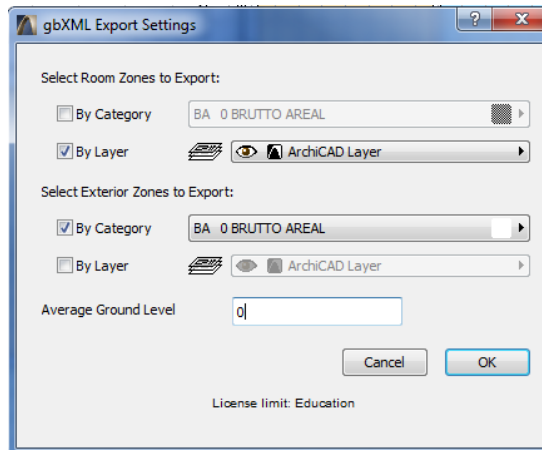 gbXML Export Settings
Select Room Zones to Export:
By Category BA 0 BRUTTO AREAL
By Layer ArchiCAD Layer
Select Exterior Zones to Export:
By Category BA 0 BRUTTO AREAL
By Layer ArchiCAD Layer
Average Ground Level 0
Cancel OK
License limit: Education